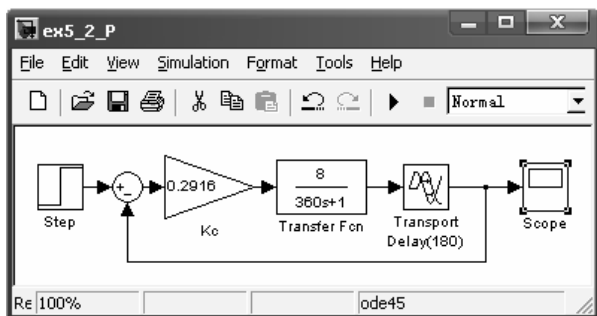 ex5_2_P
File Edit View Simulation Format Tools Help
Normal
+_
0.2916
8
360s+1
Step
Kc
Transfer Fcn
Transport
Delay(180)
Scope
Re 100% ode45